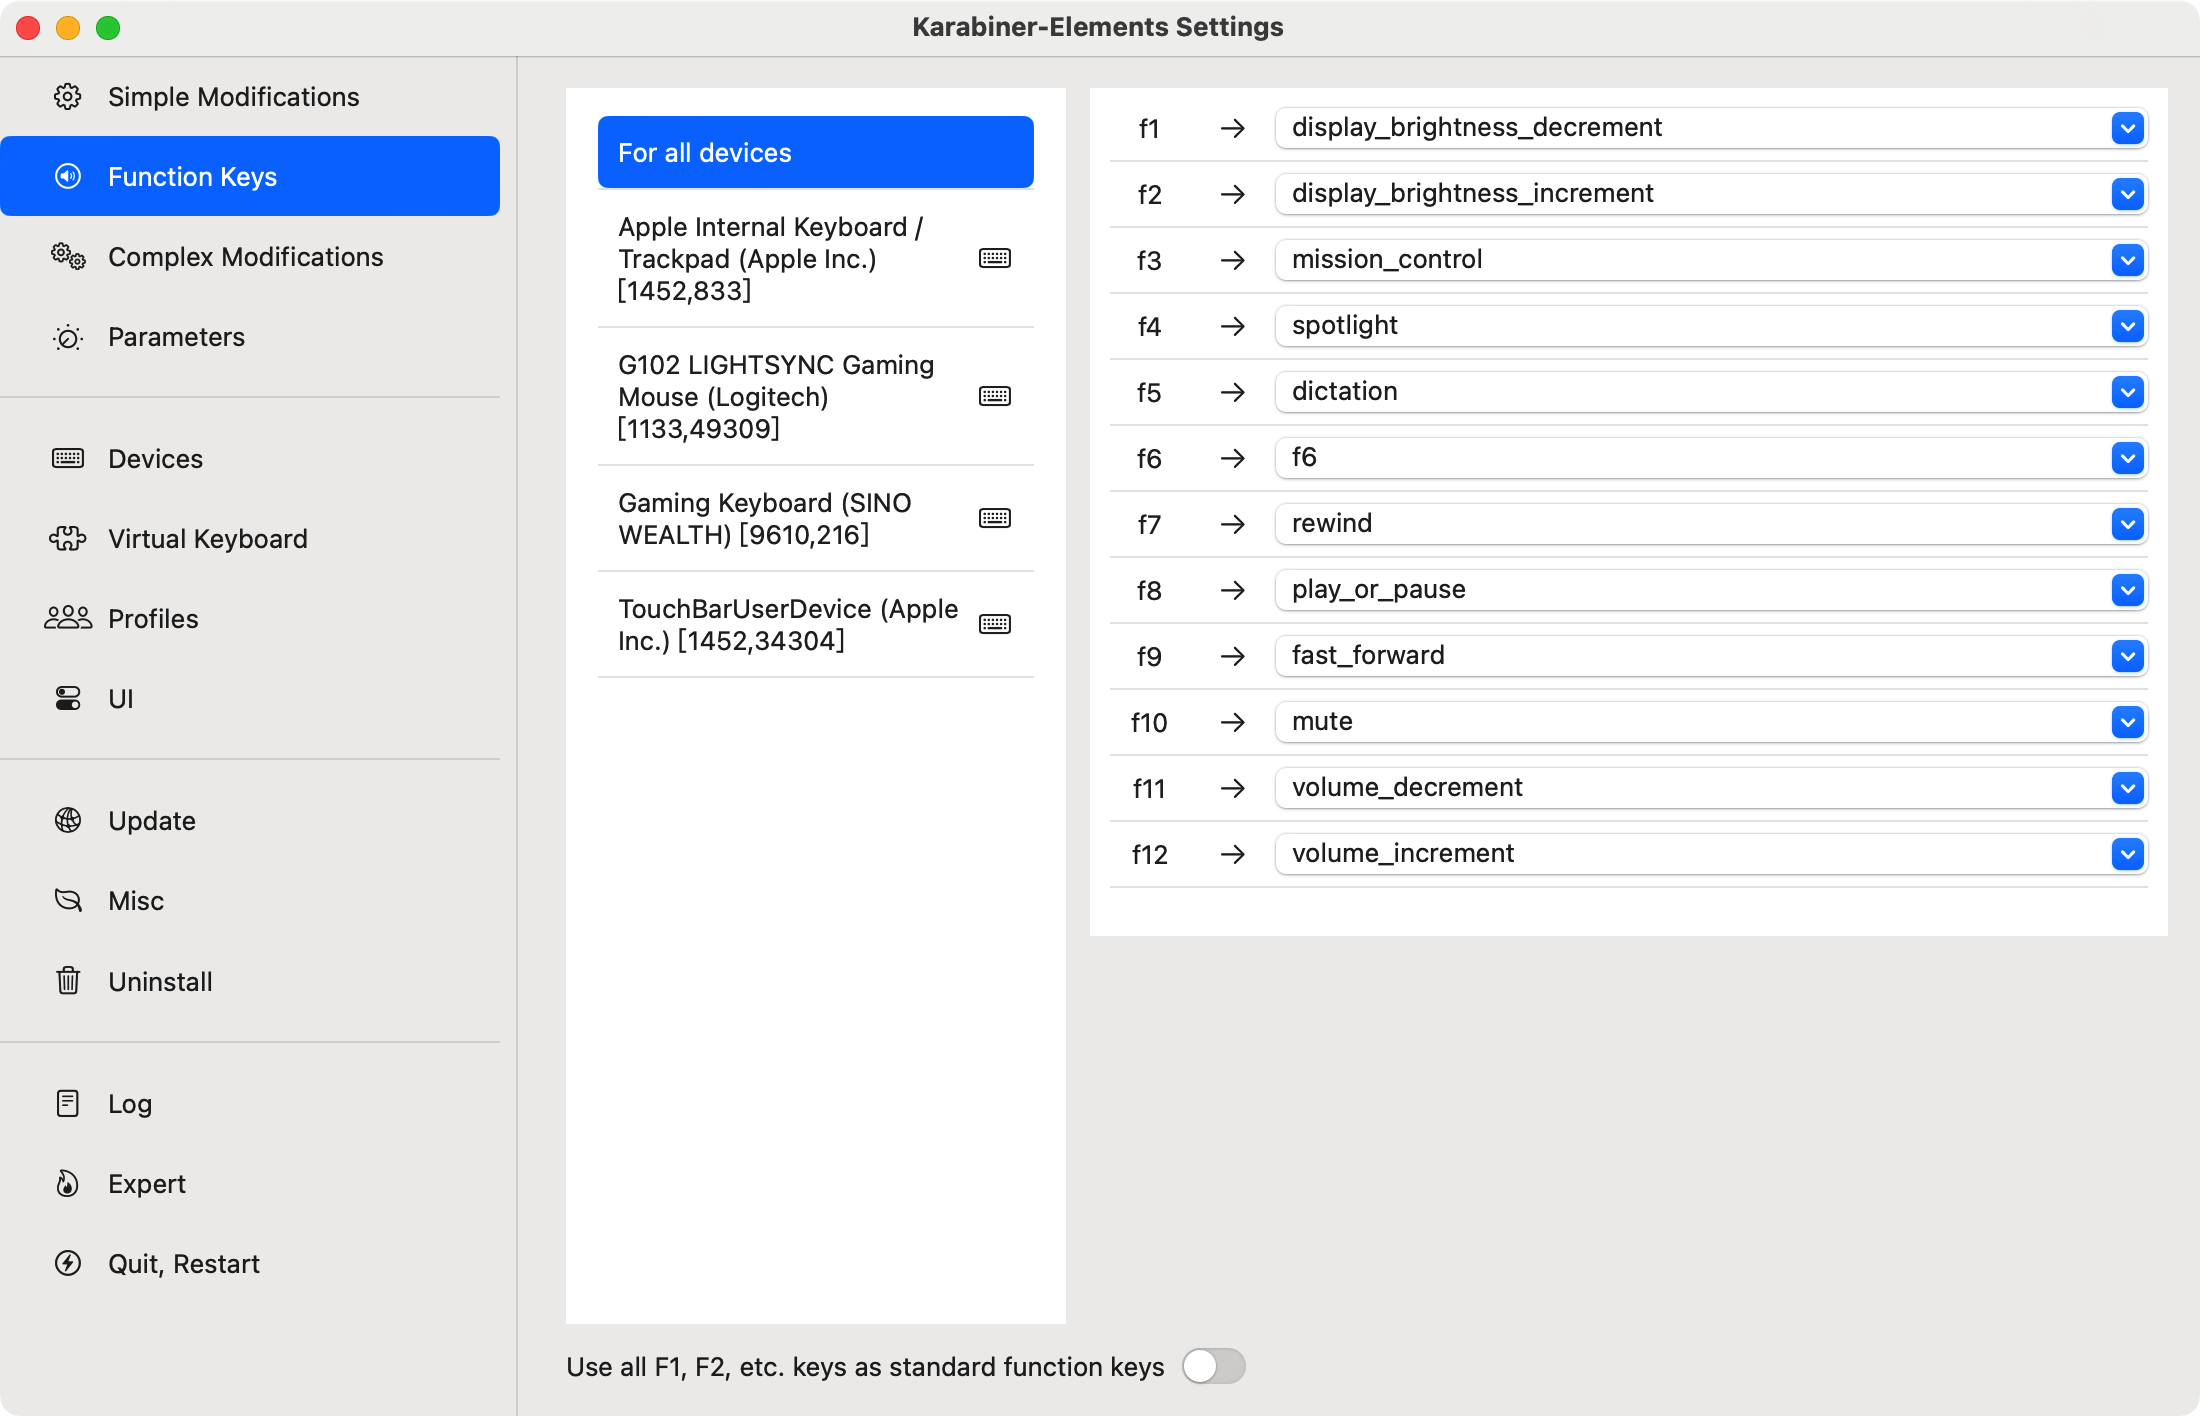 Karabiner-Elements Settings
Simple Modifications
Function Keys
Complex Modifications
Parameters
Devices
Virtual Keyboard
Profiles
UI
Update
Misc
Uninstall
Log
Expert
Quit, Restart
For all devices
Apple Internal Keyboard /
Trackpad (Apple Inc.)
[1452,833]
G102 LIGHTSYNC Gaming
Mouse (Logitech)
[1133,49309]
Gaming Keyboard (SINO
WEALTH) [9610,216]
TouchBarUserDevice (Apple
Inc.) [1452,34304]
f1 → display_brightness_decrement
f2 → display_brightness_increment
f3 → mission_control
f4 → spotlight
f5 → dictation
f6 → f6
f7 → rewind
f8 → play_or_pause
f9 → fast_forward
f10 → mute
f11 → volume_decrement
f12 → volume_increment
Use all F1, F2, etc. keys as standard function keys